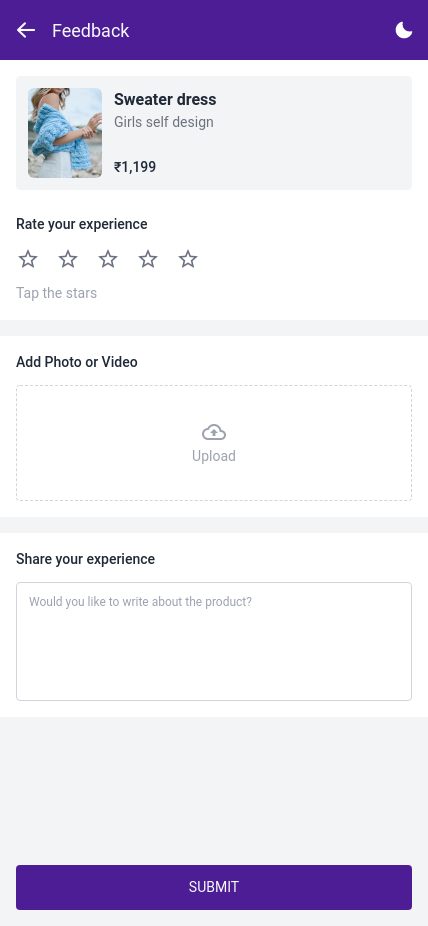 Feedback
Sweater dress
Girls self design
₹1,199
Rate your experience
Tap the stars
Add Photo or Video
Upload
Share your experience
Would you like to write about the product?
SUBMIT